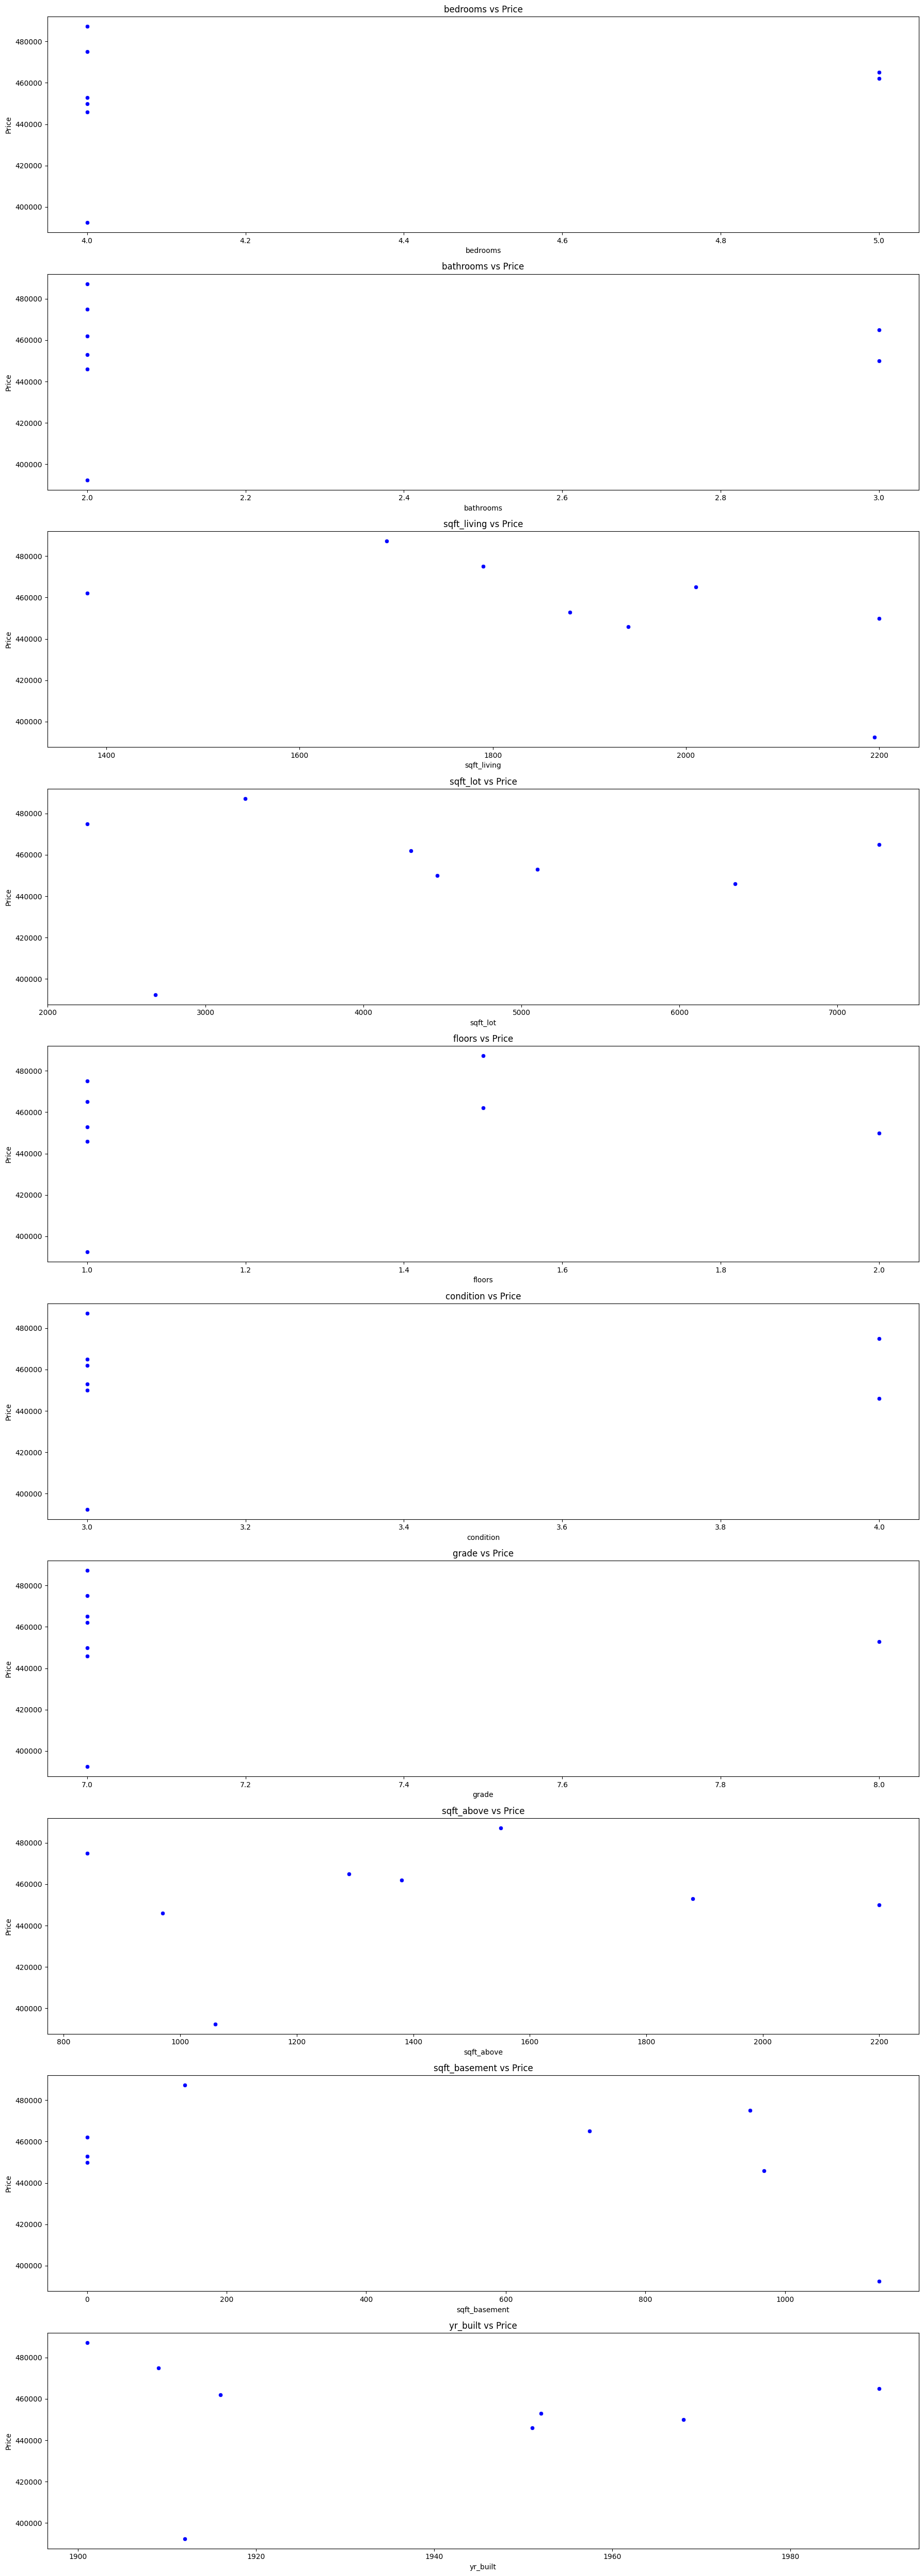 bedrooms vs Price
480000
460000
440000
420000
400000
Price
4.0 4.2 4.4 4.6 4.8 5.0
bedrooms
bathrooms vs Price
480000
460000
440000
420000
400000
Price
2.0 2.2 2.4 2.6 2.8 3.0
bathrooms
sqft_living vs Price
480000
460000
440000
420000
400000
Price
1400 1600 1800 2000 2200
sqft_living
sqft_lot vs Price
480000
460000
440000
420000
400000
Price
2000 3000 4000 5000 6000 7000
sqft_lot
floors vs Price
480000
460000
440000
420000
400000
Price
1.0 1.2 1.4 1.6 1.8 2.0
floors
condition vs Price
480000
460000
440000
420000
400000
Price
3.0 3.2 3.4 3.6 3.8 4.0
condition
grade vs Price
480000
460000
440000
420000
400000
Price
7.0 7.2 7.4 7.6 7.8 8.0
grade
sqft_above vs Price
480000
460000
440000
420000
400000
Price
800 1000 1200 1400 1600 1800 2000 2200
sqft_above
sqft_basement vs Price
480000
460000
440000
420000
400000
Price
0 200 400 600 800 1000
sqft_basement
yr_built vs Price
480000
460000
440000
420000
400000
Price
1900 1920 1940 1960 1980
yr_built